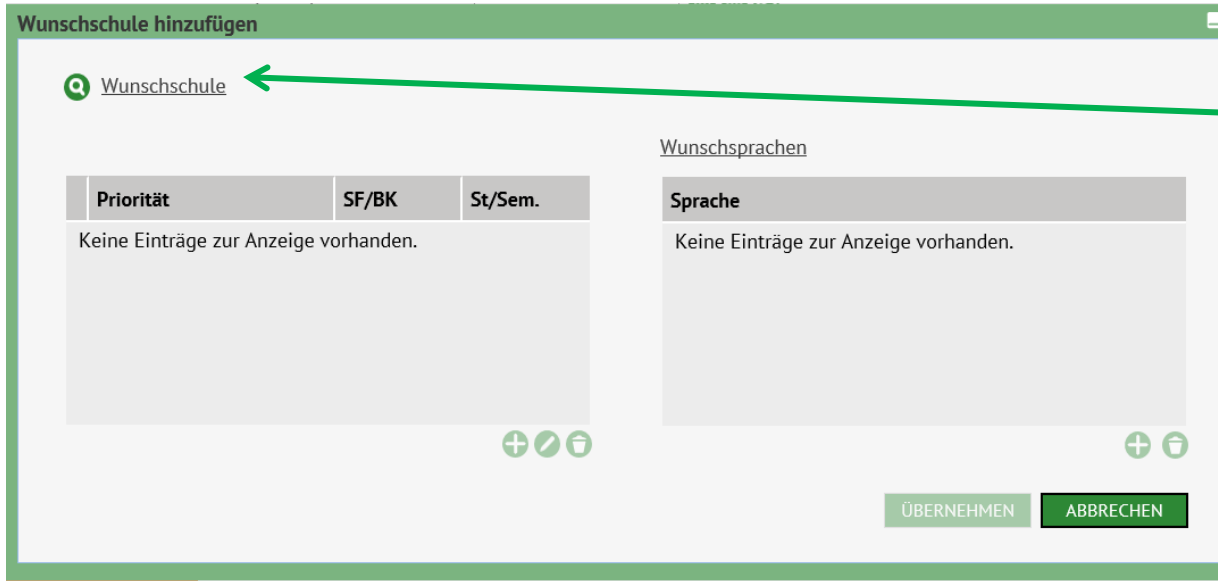 Wunschschule hinzufügen
Wunschschule
Wunschsprachen
Priorität SF/BK St/Sem.
Sprache
Keine Einträge zur Anzeige vorhanden.
Keine Einträge zur Anzeige vorhanden.
ÜBERNEHMEN ABBRECHEN